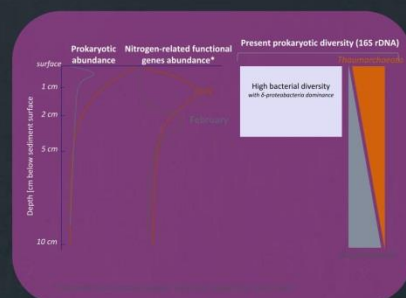 Prokaryotic abundance
Nitrogen-related functional genes abundance*
Present prokaryotic diversity (16S rDNA)
surface
1 cm
2 cm
5 cm
10 cm
Depth [cm below sediment surface
February
High bacterial diversity
with δ-proteobacteria dominance
Thaumarchaeota